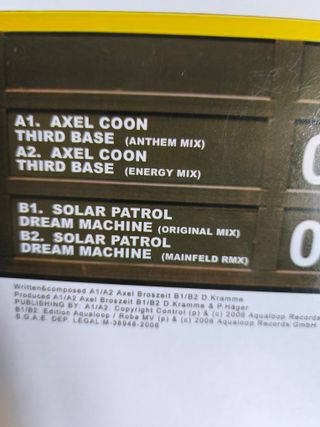 A1. AXEL COON
THIRD BASE (ANTHEM MIX)
A2. AXEL COON
THIRD BASE (ENERGY MIX)
B1. SOLAR PATROL
DREAM MACHINE (ORIGINAL MIX)
B2. SOLAR PATROL
DREAM MACHINE (MAINFELD RMX)
Written&composed A1/A2 Axel Broszeit B1/B2 D.Kramme
Produced A1/A2 Axel Broszeit B1/B2 D.Kramme & P.Häger
PUBLISHING BY: A1/A2: Copyright Control (p) & (c) 2006 Aqualoop Records
B1/B2: Edition Aqualoop / Roba MV (p) & (c) 2006 Aqualoop Records GmbH
S.G.A.E. DEP. LEGAL M-38948-2006